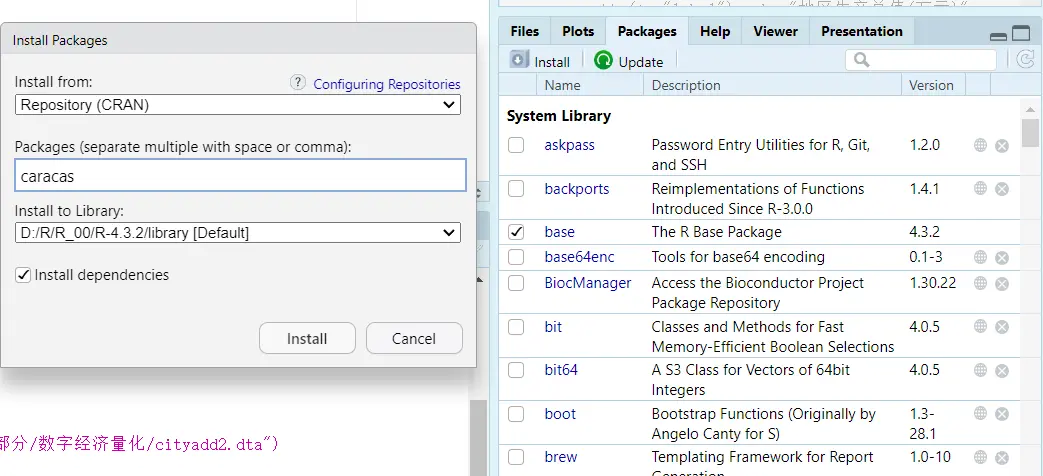 Install Packages
Install from:
? Configuring Repositories
Repository (CRAN)
Packages (separate multiple with space or comma):
caracas
Install to Library:
D:/R/R_00/R-4.3.2/library [Default]
Install dependencies
Install Cancel
部分/数字经济量化/cityadd2.dta")
Files Plots Packages Help Viewer Presentation
Install Update
Name Description Version
System Library
askpass Password Entry Utilities for R, Git, 1.2.0
and SSH
backports Reimplementations of Functions 1.4.1
Introduced Since R-3.0.0
base The R Base Package 4.3.2
base64enc Tools for base64 encoding 0.1-3
BiocManager Access the Bioconductor Project 1.30.22
Package Repository
bit Classes and Methods for Fast 4.0.5
Memory-Efficient Boolean Selections
bit64 A S3 Class for Vectors of 64bit 4.0.5
Integers
boot Bootstrap Functions (Originally by 1.3-
Angelo Canty for S) 28.1
brew Templating Framework for Report 1.0-10
Generation